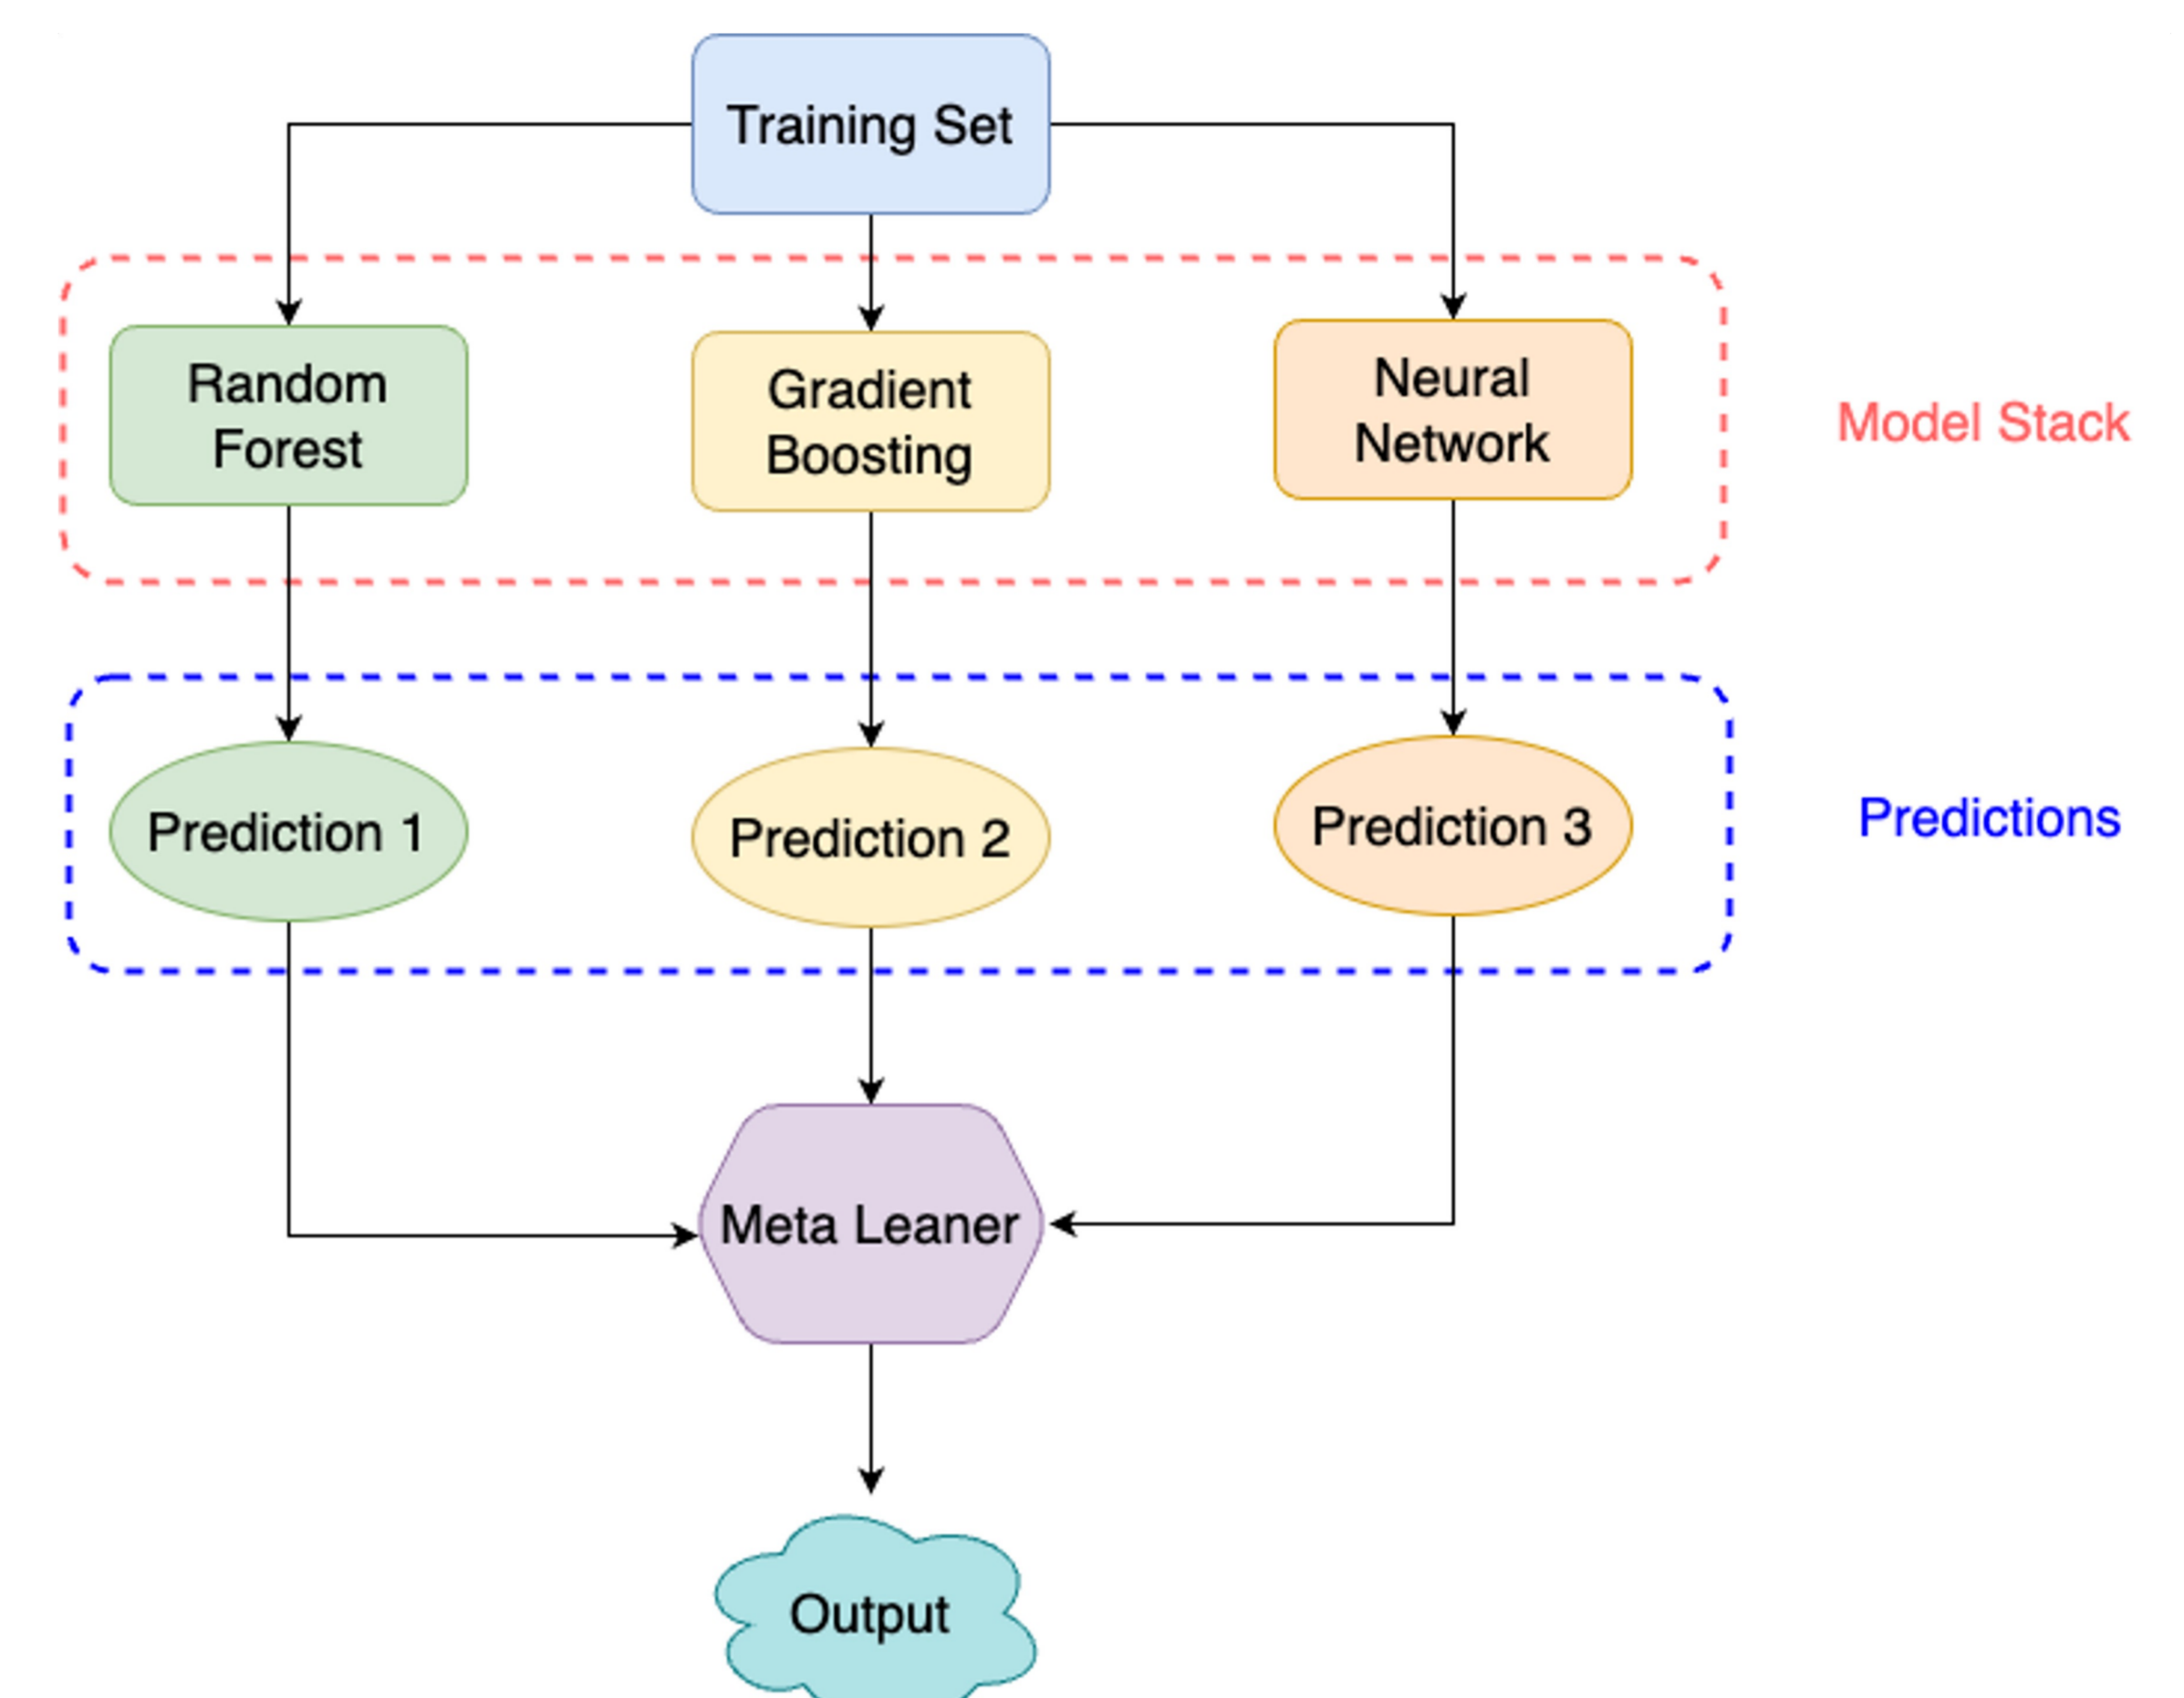 Training Set
Random
Forest
Gradient
Boosting
Neural
Network
Model Stack
Prediction 1
Prediction 2
Prediction 3
Predictions
Meta Leaner
Output